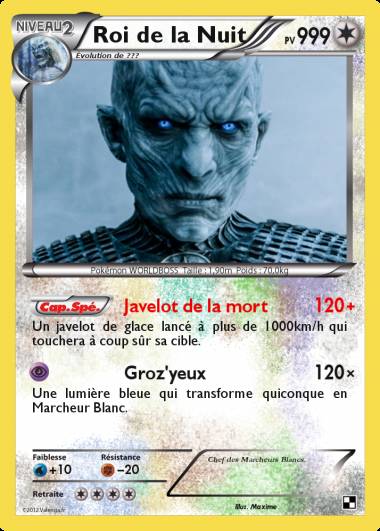 NIVEAU2
Roi de la Nuit
PV 999
Évolution de ???
Pokémon WORLDBOSS Taille : 1,90m Poids : 70,0kg
Cap.Spé. Javelot de la mort 120+
Un javelot de glace lancé à plus de 1000km/h qui
touchera à coup sûr sa cible.
Groz'yeux 120×
Une lumière bleue qui transforme quiconque en
Marcheur Blanc.
Faiblesse Résistance
+10 −20
Chef des Marcheurs Blancs.
Retraite
©2012.Valencia.fr
Illus. Maxime